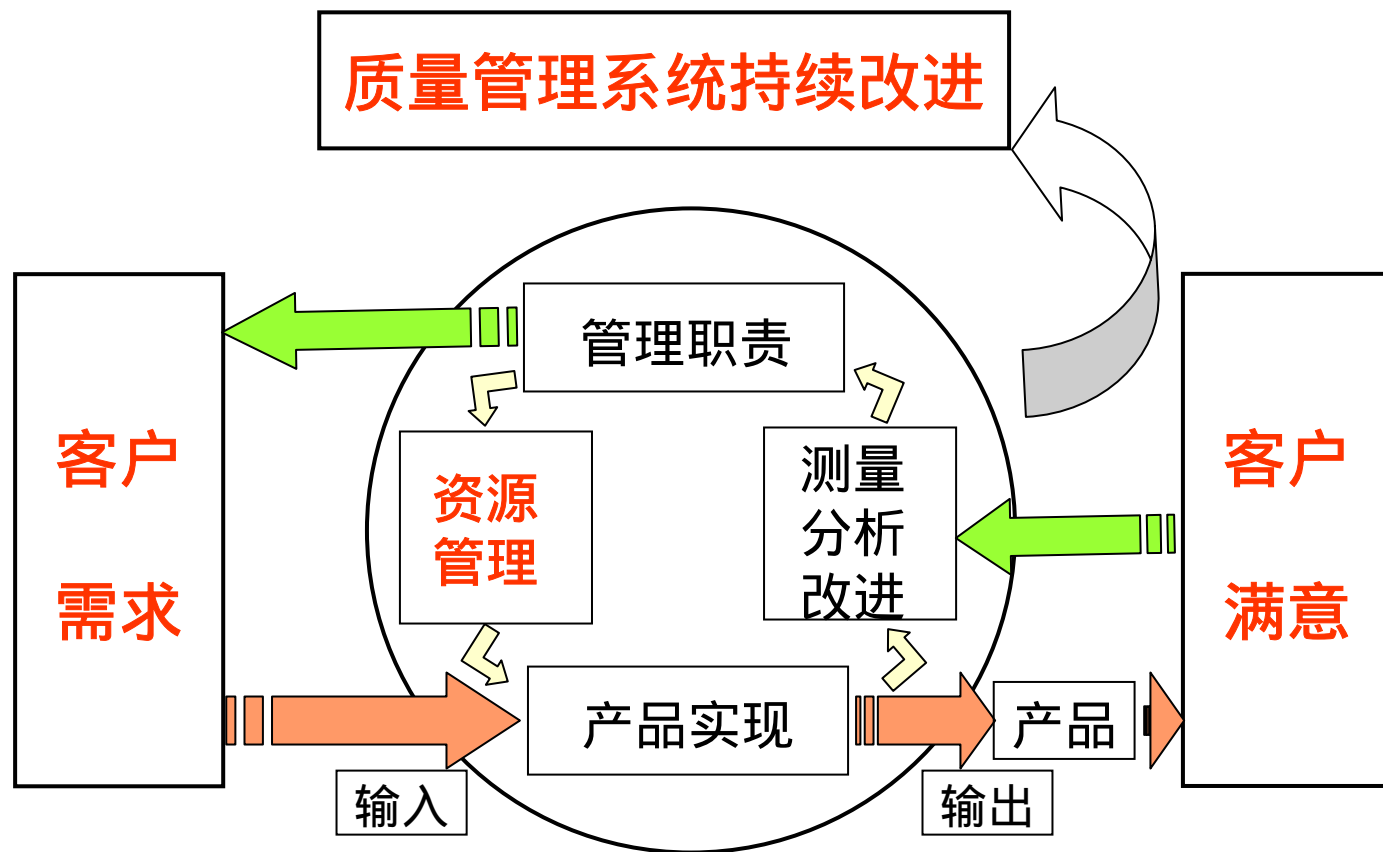 质量管理系统持续改进
管理职责
客户
需求
资源
管理
测量
分析
改进
客户
满意
产品实现
产品
输入
输出